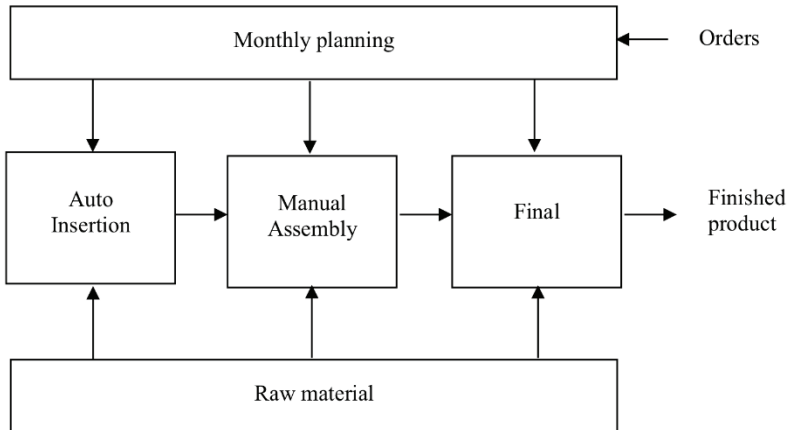 Monthly planning
Orders
Auto
Insertion
Manual
Assembly
Final
Finished
product
Raw material